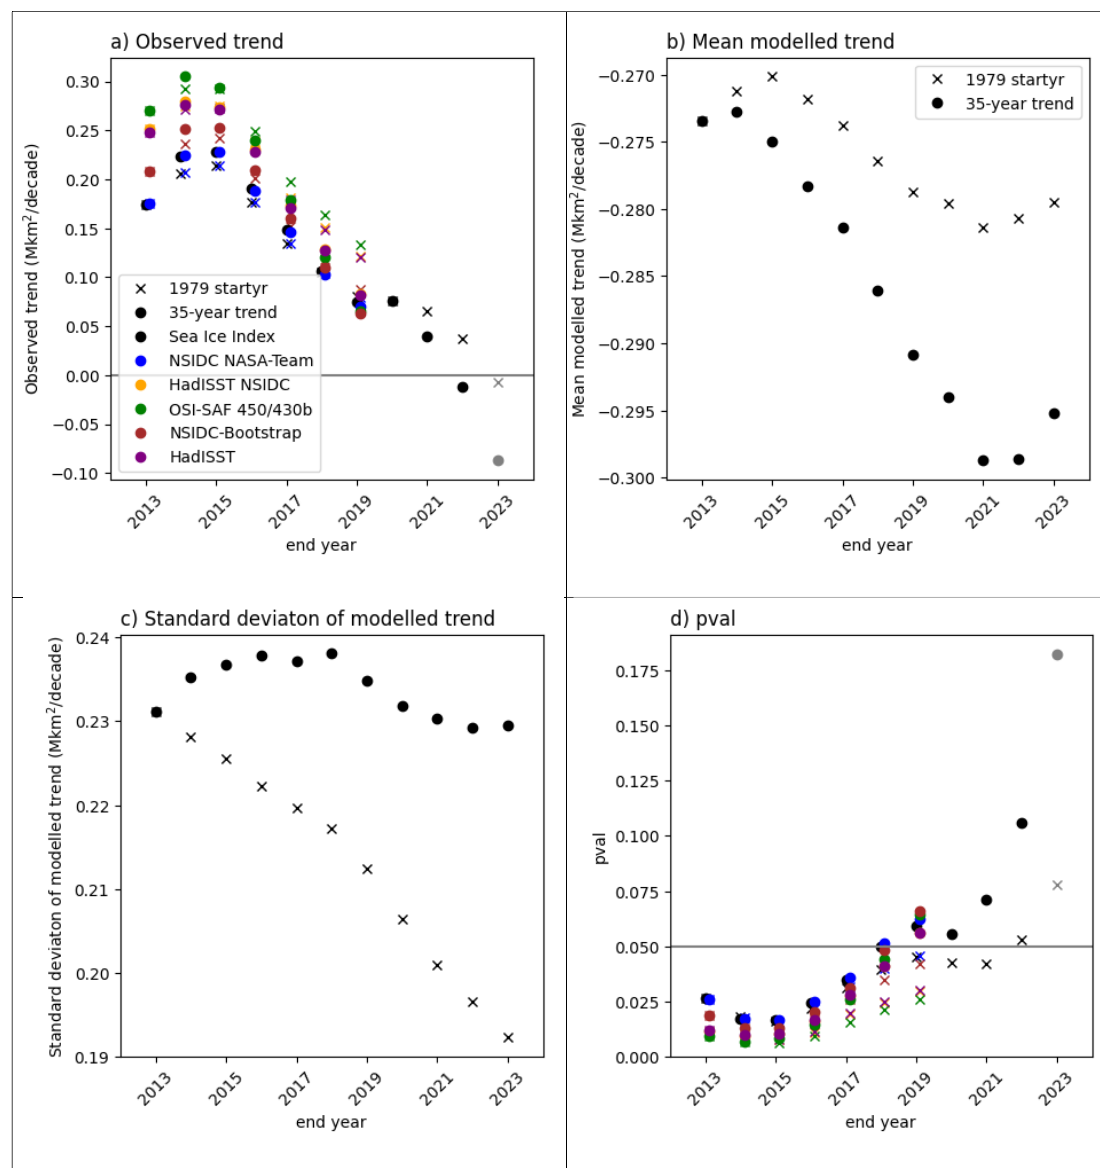 a) Observed trend
Observed trend (Mkm²/decade)
0.30
0.25
0.20
0.15
0.10
0.05
0.00
−0.05
−0.10
1979 startyr
35-year trend
Sea Ice Index
NSIDC NASA-Team
HadISST NSIDC
OSI-SAF 450/430b
NSIDC-Bootstrap
HadISST
2013
2015
2017
2019
2021
2023
end year
b) Mean modelled trend
Mean modelled trend (Mkm²/decade)
−0.270
−0.275
−0.280
−0.285
−0.290
−0.295
−0.300
1979 startyr
35-year trend
2013
2015
2017
2019
2021
2023
end year
c) Standard deviaton of modelled trend
Standard deviaton of modelled trend (Mkm²/decade)
0.24
0.23
0.22
0.21
0.20
0.19
2013
2015
2017
2019
2021
2023
end year
d) pval
pval
0.175
0.150
0.125
0.100
0.075
0.050
0.025
0.000
2013
2015
2017
2019
2021
2023
end year